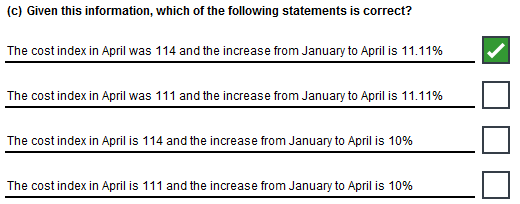 (c) Given this information, which of the following statements is correct?
The cost index in April was 114 and the increase from January to April is 11.11%
The cost index in April was 111 and the increase from January to April is 11.11%
The cost index in April is 114 and the increase from January to April is 10%
The cost index in April is 111 and the increase from January to April is 10%